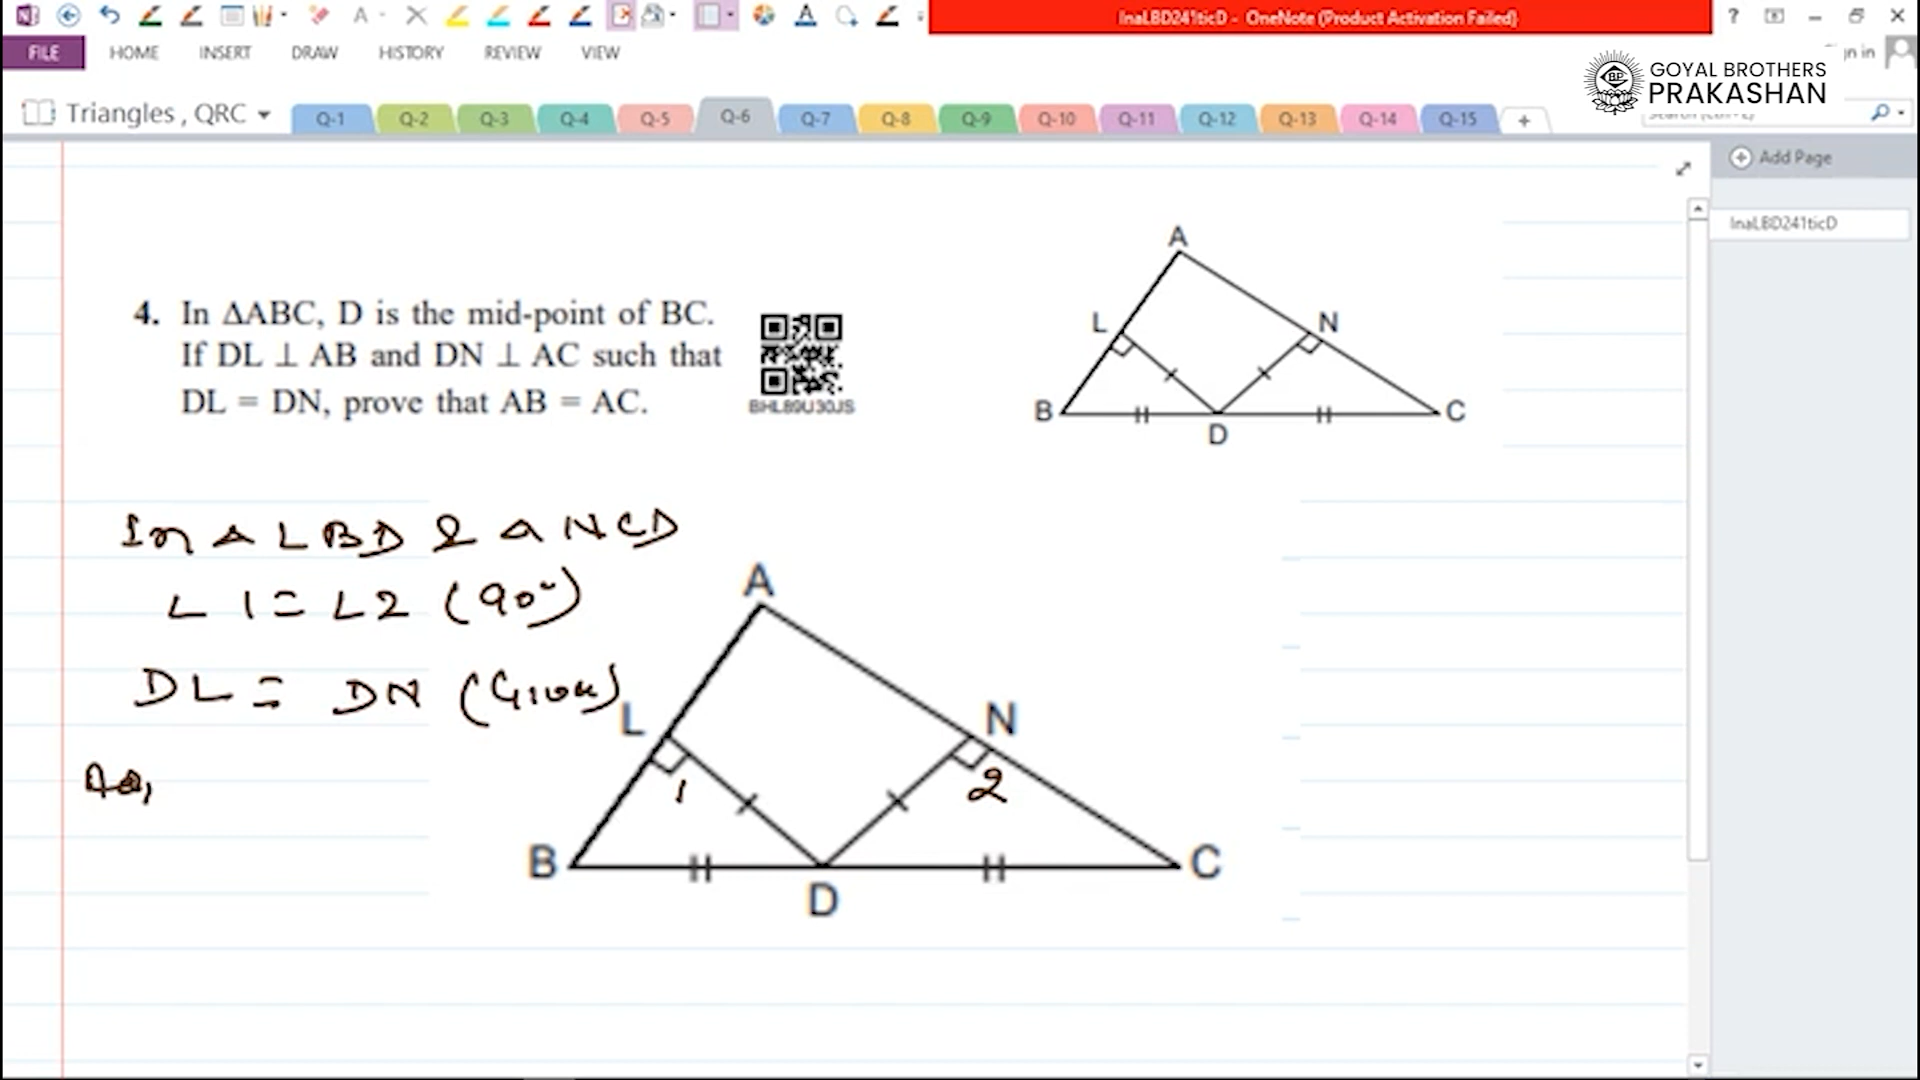 InaLBD241ticD - OneNote (Product Activation Failed)
?
FILE HOME INSERT DRAW HISTORY REVIEW VIEW
GOYAL BROTHERS
PRAKASHAN
Triangles , QRC Q-1 Q-2 Q-3 Q-4 Q-5 Q-6 Q-7 Q-8 Q-9 Q-10 Q-11 Q-12 Q-13 Q-14 Q-15 +
Add Page
InaLBD241ticD
4. In ΔABC, D is the mid-point of BC.
If DL ⊥ AB and DN ⊥ AC such that
DL = DN, prove that AB = AC.
BHL89U30JS
A
L N
B D C
In Δ LBD & Δ NCD
∠1 = ∠2 (90°)
DL = DN (Given)
A
L N
1 2
B D C